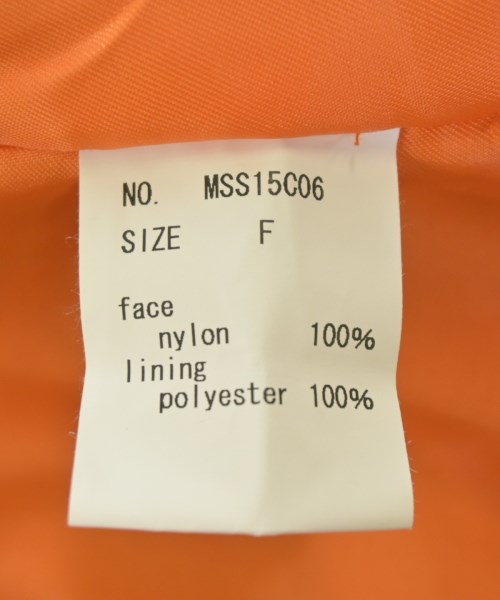 NO. MSS15C06
SIZE F
face
nylon 100%
lining
polyester 100%